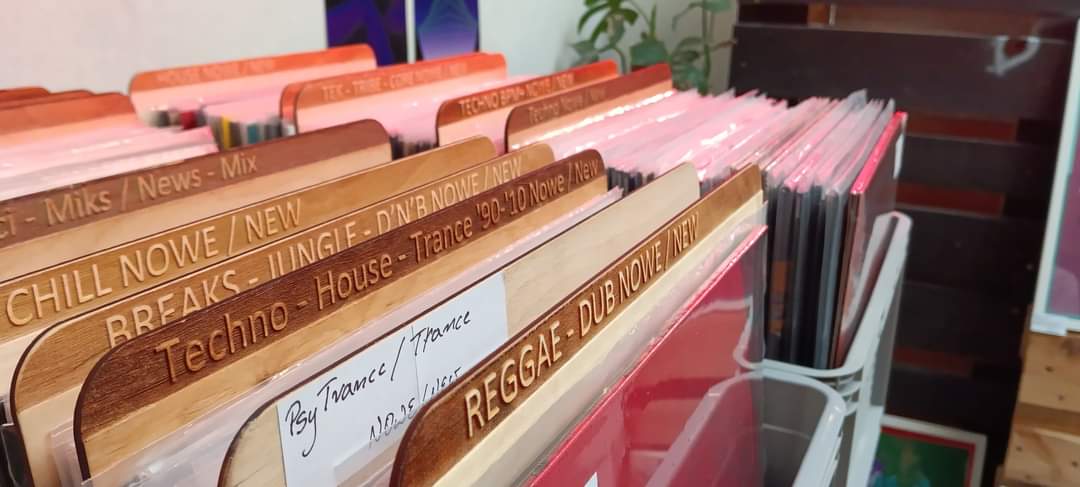 HOUSE NOWE / NEW
TEK - TRIBE - CORE NOWE / NEW
TECHNO BPM+ NOWE / NEW
Techno Nowe / New
- Miks / News - Mix
CHILL NOWE / NEW
BREAKS - JUNGLE - D'N'B NOWE / NEW
Techno - House - Trance '90-'10 Nowe / New
Psy Trance / Trance
NOWE /
REGGAE - DUB NOWE / NEW